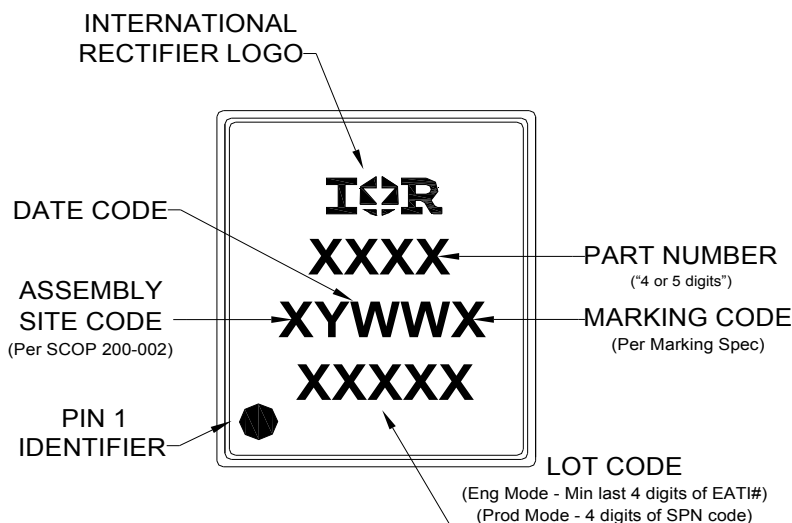 INTERNATIONAL
RECTIFIER LOGO
IOR
DATE CODE
XXXX
PART NUMBER
(“4 or 5 digits”)
ASSEMBLY
SITE CODE
(Per SCOP 200-002)
XYWWX
MARKING CODE
(Per Marking Spec)
XXXXX
PIN 1
IDENTIFIER
LOT CODE
(Eng Mode - Min last 4 digits of EATI#)
(Prod Mode - 4 digits of SPN code)